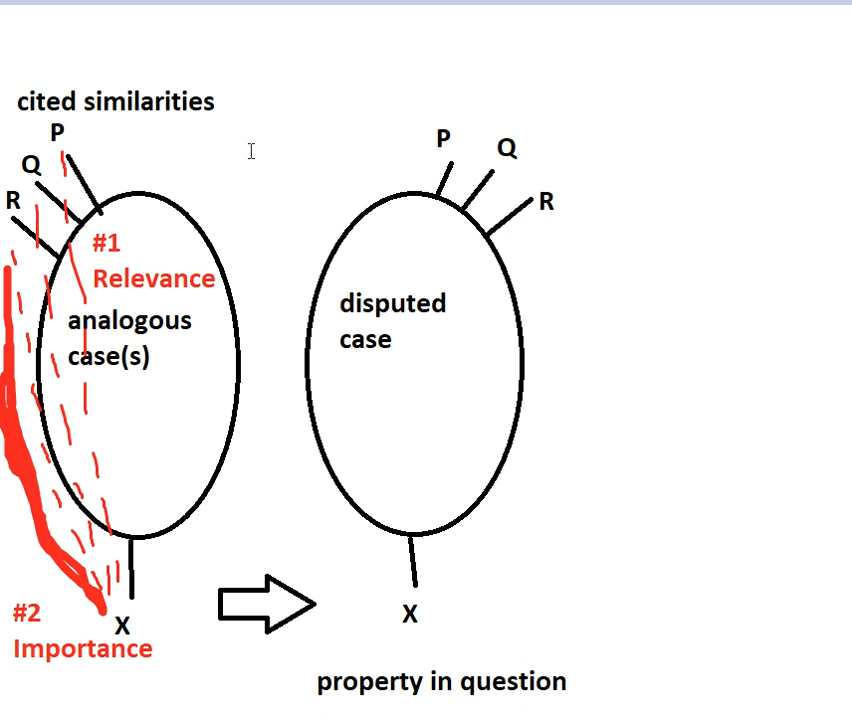 cited similarities
P
Q
R
P
Q
R
#1
Relevance
analogous
case(s)
disputed
case
#2
Importance
X
X
property in question